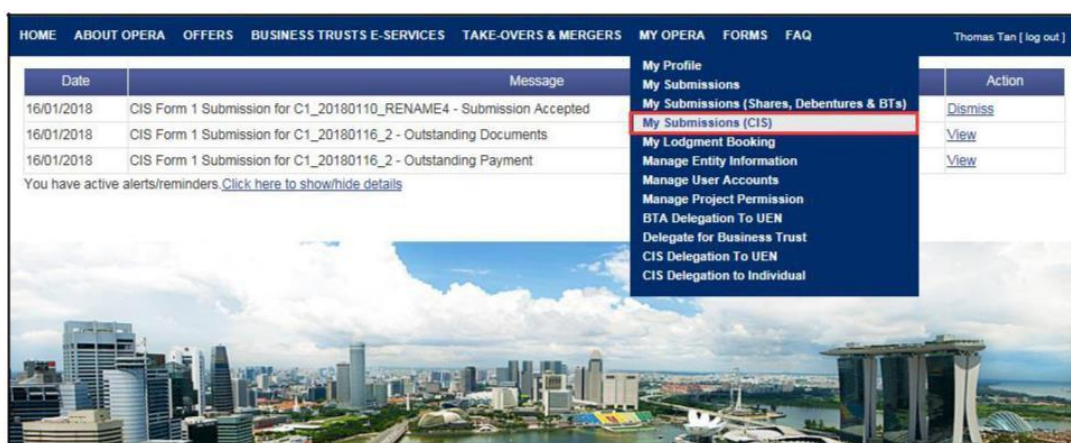 HOME ABOUT OPERA OFFERS BUSINESS TRUSTS E-SERVICES TAKE-OVERS & MERGERS MY OPERA FORMS FAQ Thomas Tan [ log out ]
Date Message Action
16/01/2018 CIS Form 1 Submission for C1_20180110_RENAME4 - Submission Accepted Dismiss
16/01/2018 CIS Form 1 Submission for C1_20180116_2 - Outstanding Documents View
16/01/2018 CIS Form 1 Submission for C1_20180116_2 - Outstanding Payment View
You have active alerts/reminders.Click here to show/hide details
My Profile
My Submissions
My Submissions (Shares, Debentures & BTs)
My Submissions (CIS)
My Lodgment Booking
Manage Entity Information
Manage User Accounts
Manage Project Permission
BTA Delegation To UEN
Delegate for Business Trust
CIS Delegation To UEN
CIS Delegation to Individual